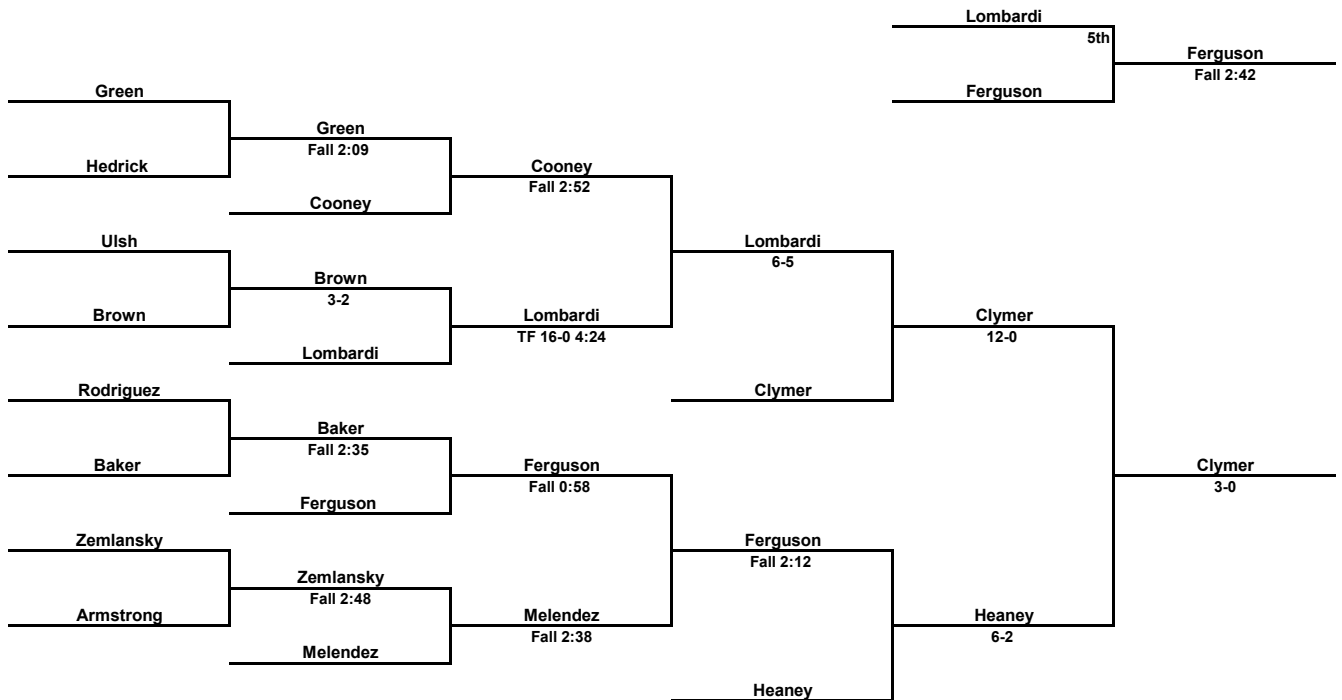 Lombardi
5th
Ferguson
Fall 2:42
Ferguson
Green
Green
Fall 2:09
Hedrick
Cooney
Fall 2:52
Cooney
Ulsh
Lombardi
6-5
Brown
3-2
Brown
Lombardi
TF 16-0 4:24
Clymer
12-0
Lombardi
Rodriguez
Clymer
Baker
Fall 2:35
Baker
Ferguson
Fall 0:58
Clymer
3-0
Ferguson
Zemlansky
Ferguson
Fall 2:12
Zemlansky
Fall 2:48
Armstrong
Melendez
Fall 2:38
Heaney
6-2
Melendez
Heaney